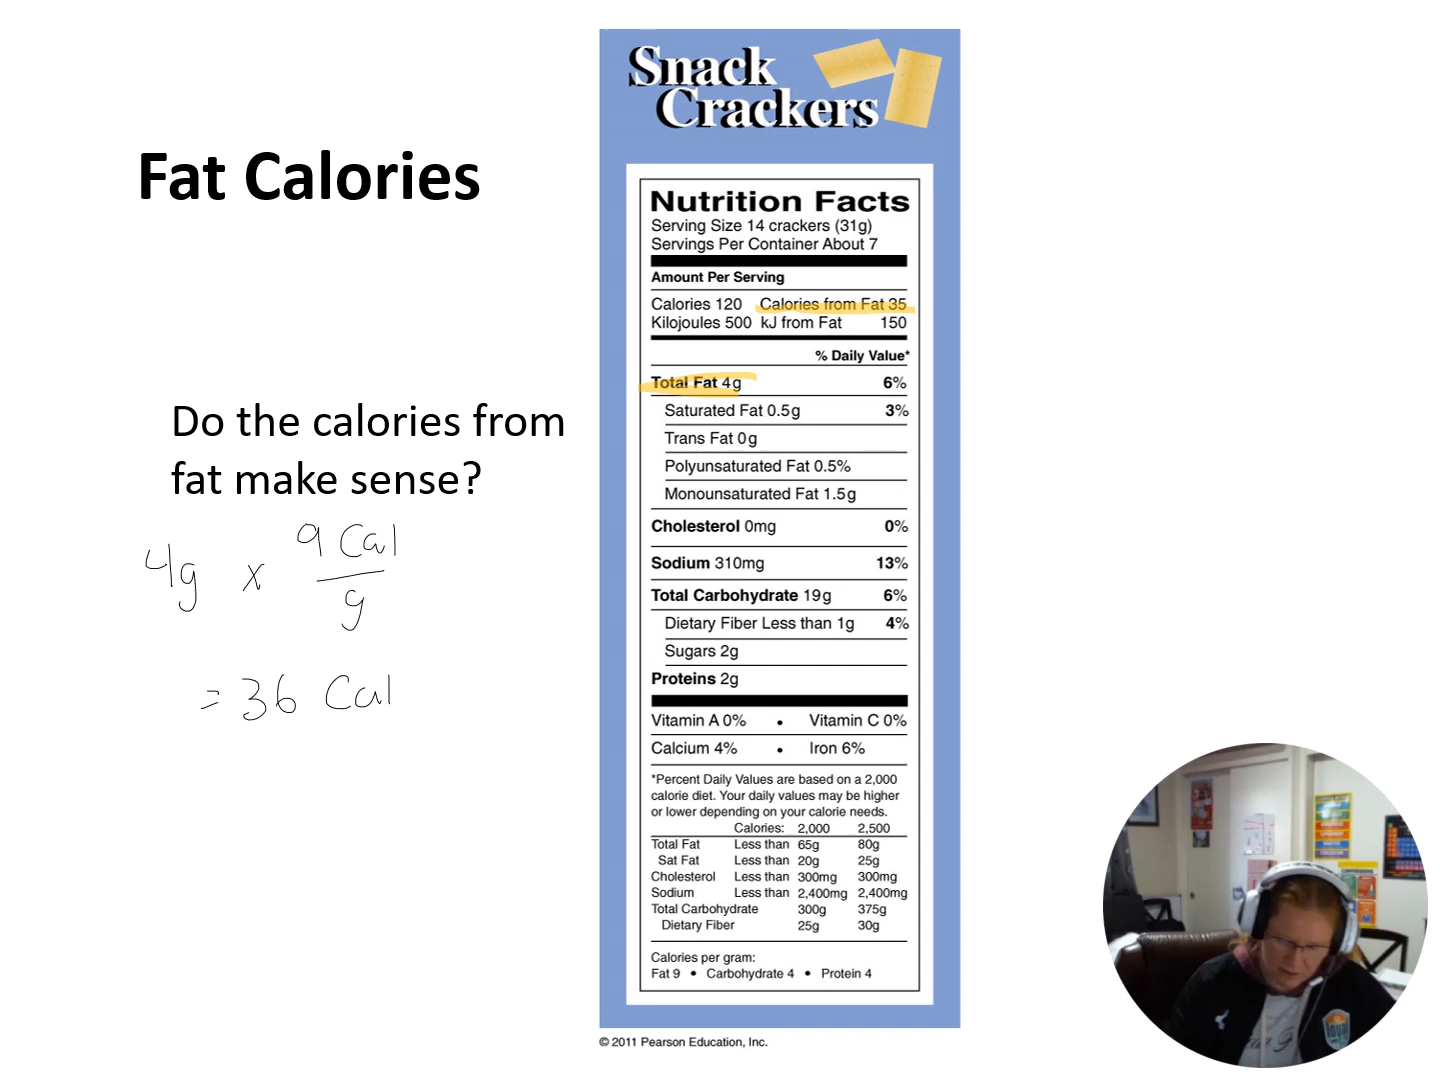 Fat Calories
Do the calories from
fat make sense?
4g x 9 Cal
g
= 36 Cal
Snack
Crackers
Nutrition Facts
Serving Size 14 crackers (31g)
Servings Per Container About 7
Amount Per Serving
Calories 120 Calories from Fat 35
Kilojoules 500 kJ from Fat 150
% Daily Value*
Total Fat 4g 6%
Saturated Fat 0.5g 3%
Trans Fat 0g
Polyunsaturated Fat 0.5%
Monounsaturated Fat 1.5g
Cholesterol 0mg 0%
Sodium 310mg 13%
Total Carbohydrate 19g 6%
Dietary Fiber Less than 1g 4%
Sugars 2g
Proteins 2g
Vitamin A 0% • Vitamin C 0%
Calcium 4% • Iron 6%
*Percent Daily Values are based on a 2,000
calorie diet. Your daily values may be higher
or lower depending on your calorie needs.
Calories: 2,000 2,500
Total Fat Less than 65g 80g
Sat Fat Less than 20g 25g
Cholesterol Less than 300mg 300mg
Sodium Less than 2,400mg 2,400mg
Total Carbohydrate 300g 375g
Dietary Fiber 25g 30g
Calories per gram:
Fat 9 • Carbohydrate 4 • Protein 4
© 2011 Pearson Education, Inc.
loyal